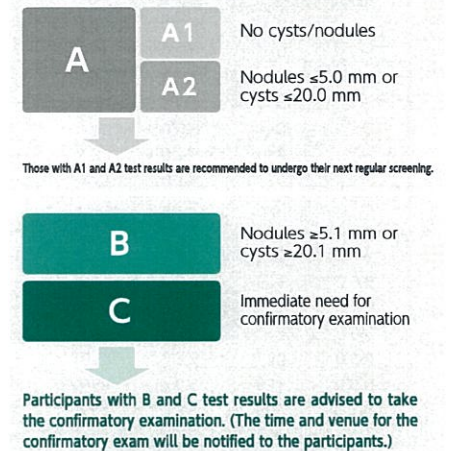 A
A1
No cysts/nodules
A2
Nodules ≤5.0 mm or
cysts ≤20.0 mm
Those with A1 and A2 test results are recommended to undergo their next regular screening.
B
Nodules ≥5.1 mm or
cysts ≥20.1 mm
C
Immediate need for
confirmatory examination
Participants with B and C test results are advised to take
the confirmatory examination. (The time and venue for the
confirmatory exam will be notified to the participants.)